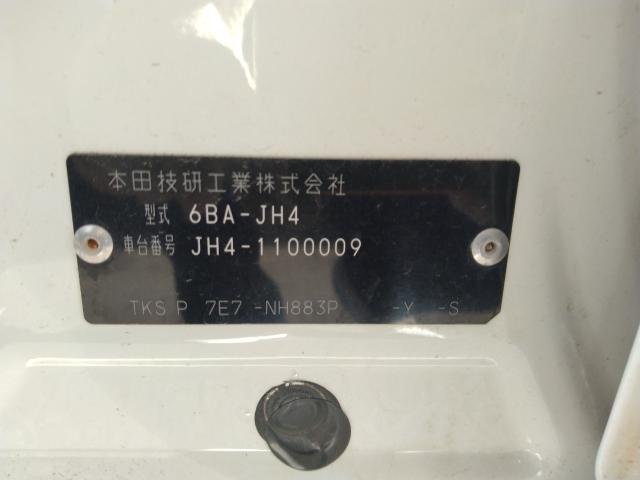 本田技研工業株式会社
型式 6BA-JH4
車台番号 JH4-1100009
TKS P 7E7 -NH883P -Y -S